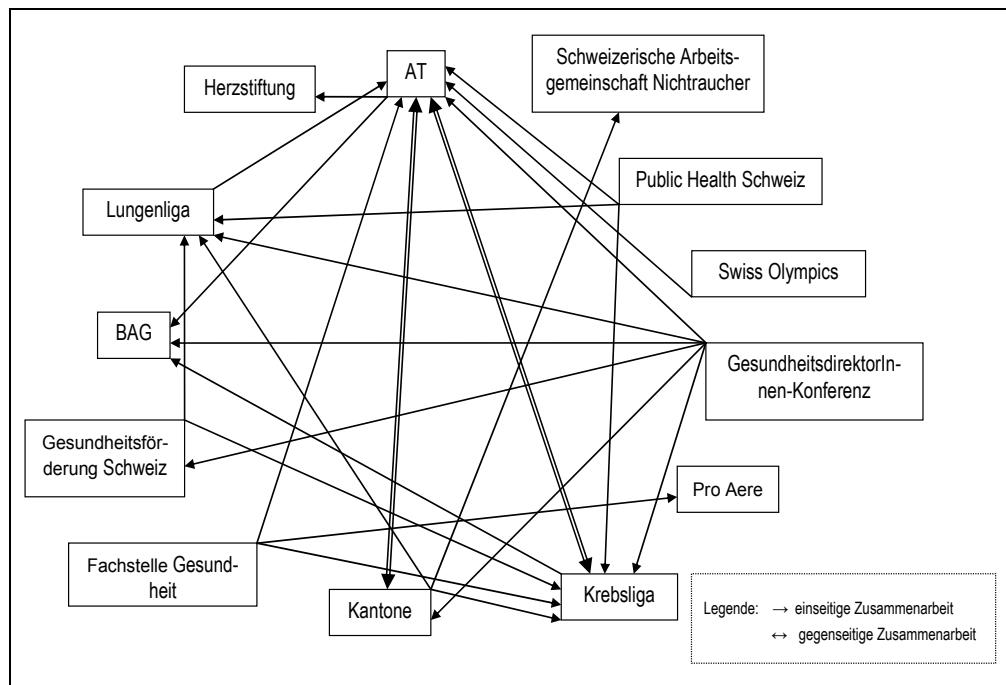 AT
Schweizerische Arbeits-
gemeinschaft Nichtraucher
Herzstiftung
Public Health Schweiz
Lungenliga
Swiss Olympics
BAG
GesundheitsdirektorIn-
nen-Konferenz
Gesundheitsför-
derung Schweiz
Pro Aere
Fachstelle Gesund-
heit
Kantone
Krebsliga
Legende: → einseitige Zusammenarbeit
↔ gegenseitige Zusammenarbeit